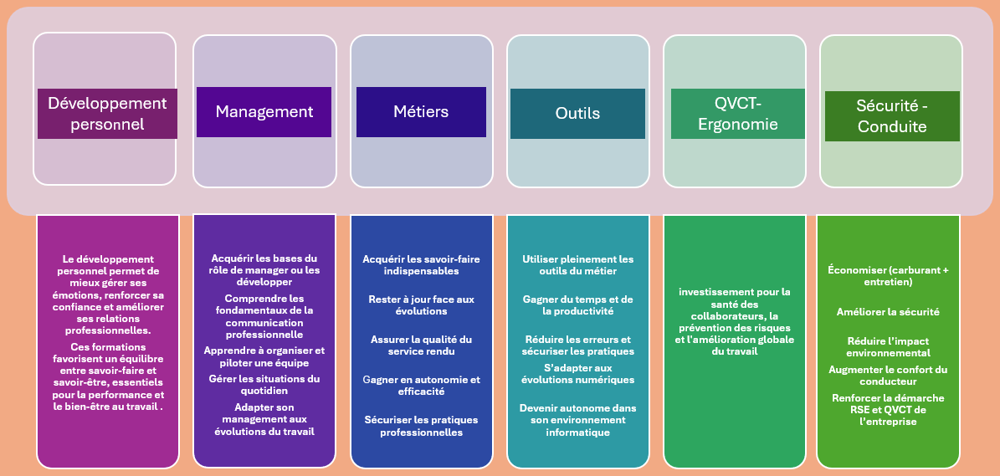 Développement
personnel
Management
Métiers
Outils
QVCT-
Ergonomie
Sécurité -
Conduite
Le développement
personnel permet de
mieux gérer ses
émotions, renforcer sa
confiance et améliorer
ses relations
professionnelles.
Ces formations
favorisent un équilibre
entre savoir-faire et
savoir-être, essentiels
pour la performance et
le bien-être au travail .
Acquérir les bases du
rôle de manager ou les
développer
Comprendre les
fondamentaux de la
communication
professionnelle
Apprendre à organiser et
piloter une équipe
Gérer les situations du
quotidien
Adapter son
management aux
évolutions du travail
Acquérir les savoir-faire
indispensables
Rester à jour face aux
évolutions
Assurer la qualité du
service rendu
Gagner en autonomie et
efficacité
Sécuriser les pratiques
professionnelles
Utiliser pleinement les
outils du métier
Gagner du temps et de
la productivité
Réduire les erreurs et
sécuriser les pratiques
S'adapter aux
évolutions numériques
Devenir autonome dans
son environnement
informatique
investissement pour la
santé des
collaborateurs, la
prévention des risques
et l'amélioration globale
du travail
Économiser (carburant +
entretien)
Améliorer la sécurité
Réduire l'impact
environnemental
Augmenter le confort du
conducteur
Renforcer la démarche
RSE et QVCT de
l'entreprise